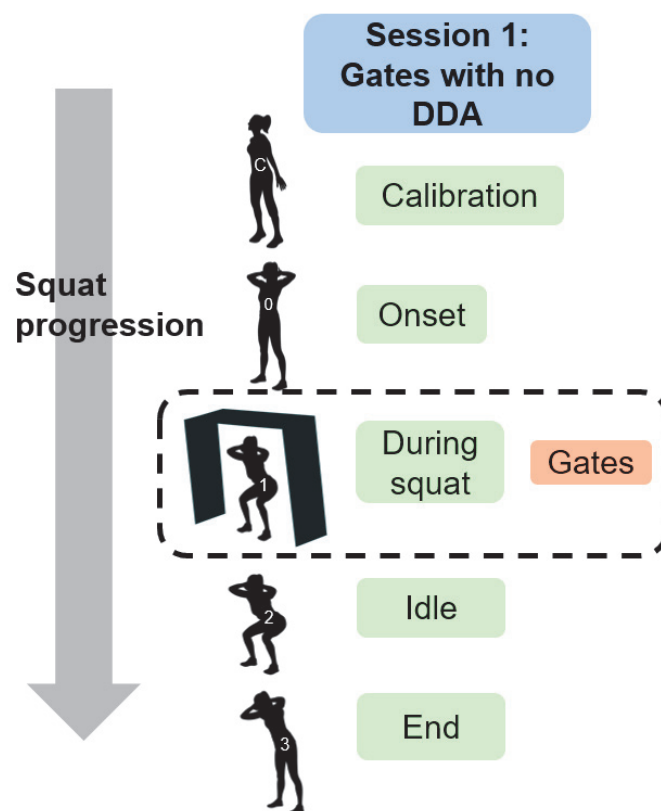 Session 1:
Gates with no
DDA
C
Calibration
Squat
progression
0
Onset
1
During
squat
Gates
2
Idle
3
End